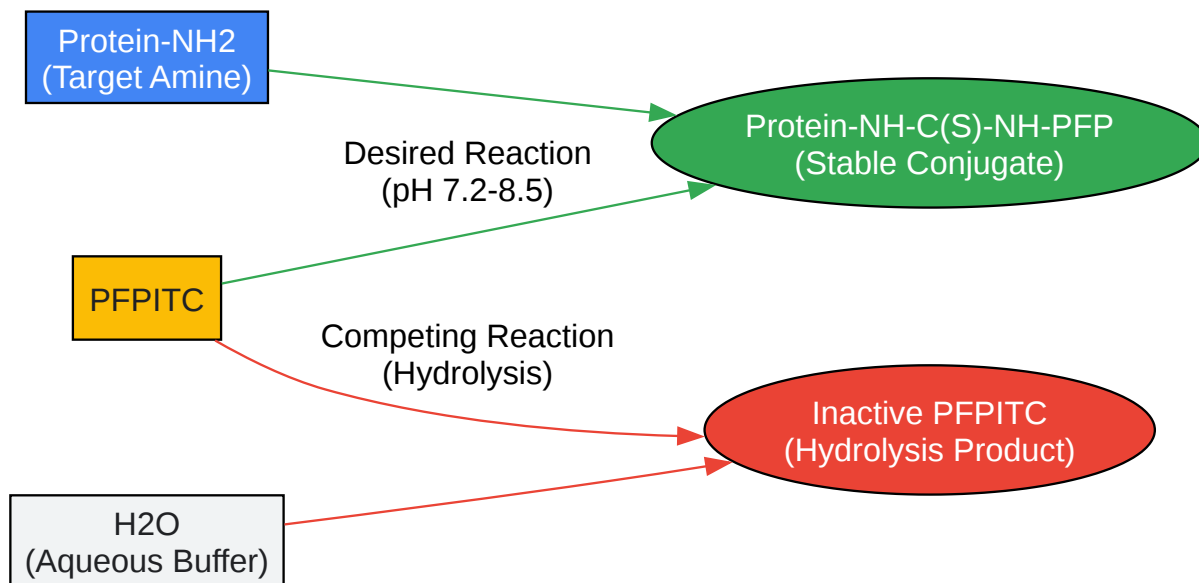 Protein-NH2
(Target Amine)
Protein-NH-C(S)-NH-PFP
(Stable Conjugate)
Desired Reaction
(pH 7.2-8.5)
PFPITC
Competing Reaction
(Hydrolysis)
Inactive PFPITC
(Hydrolysis Product)
H2O
(Aqueous Buffer)